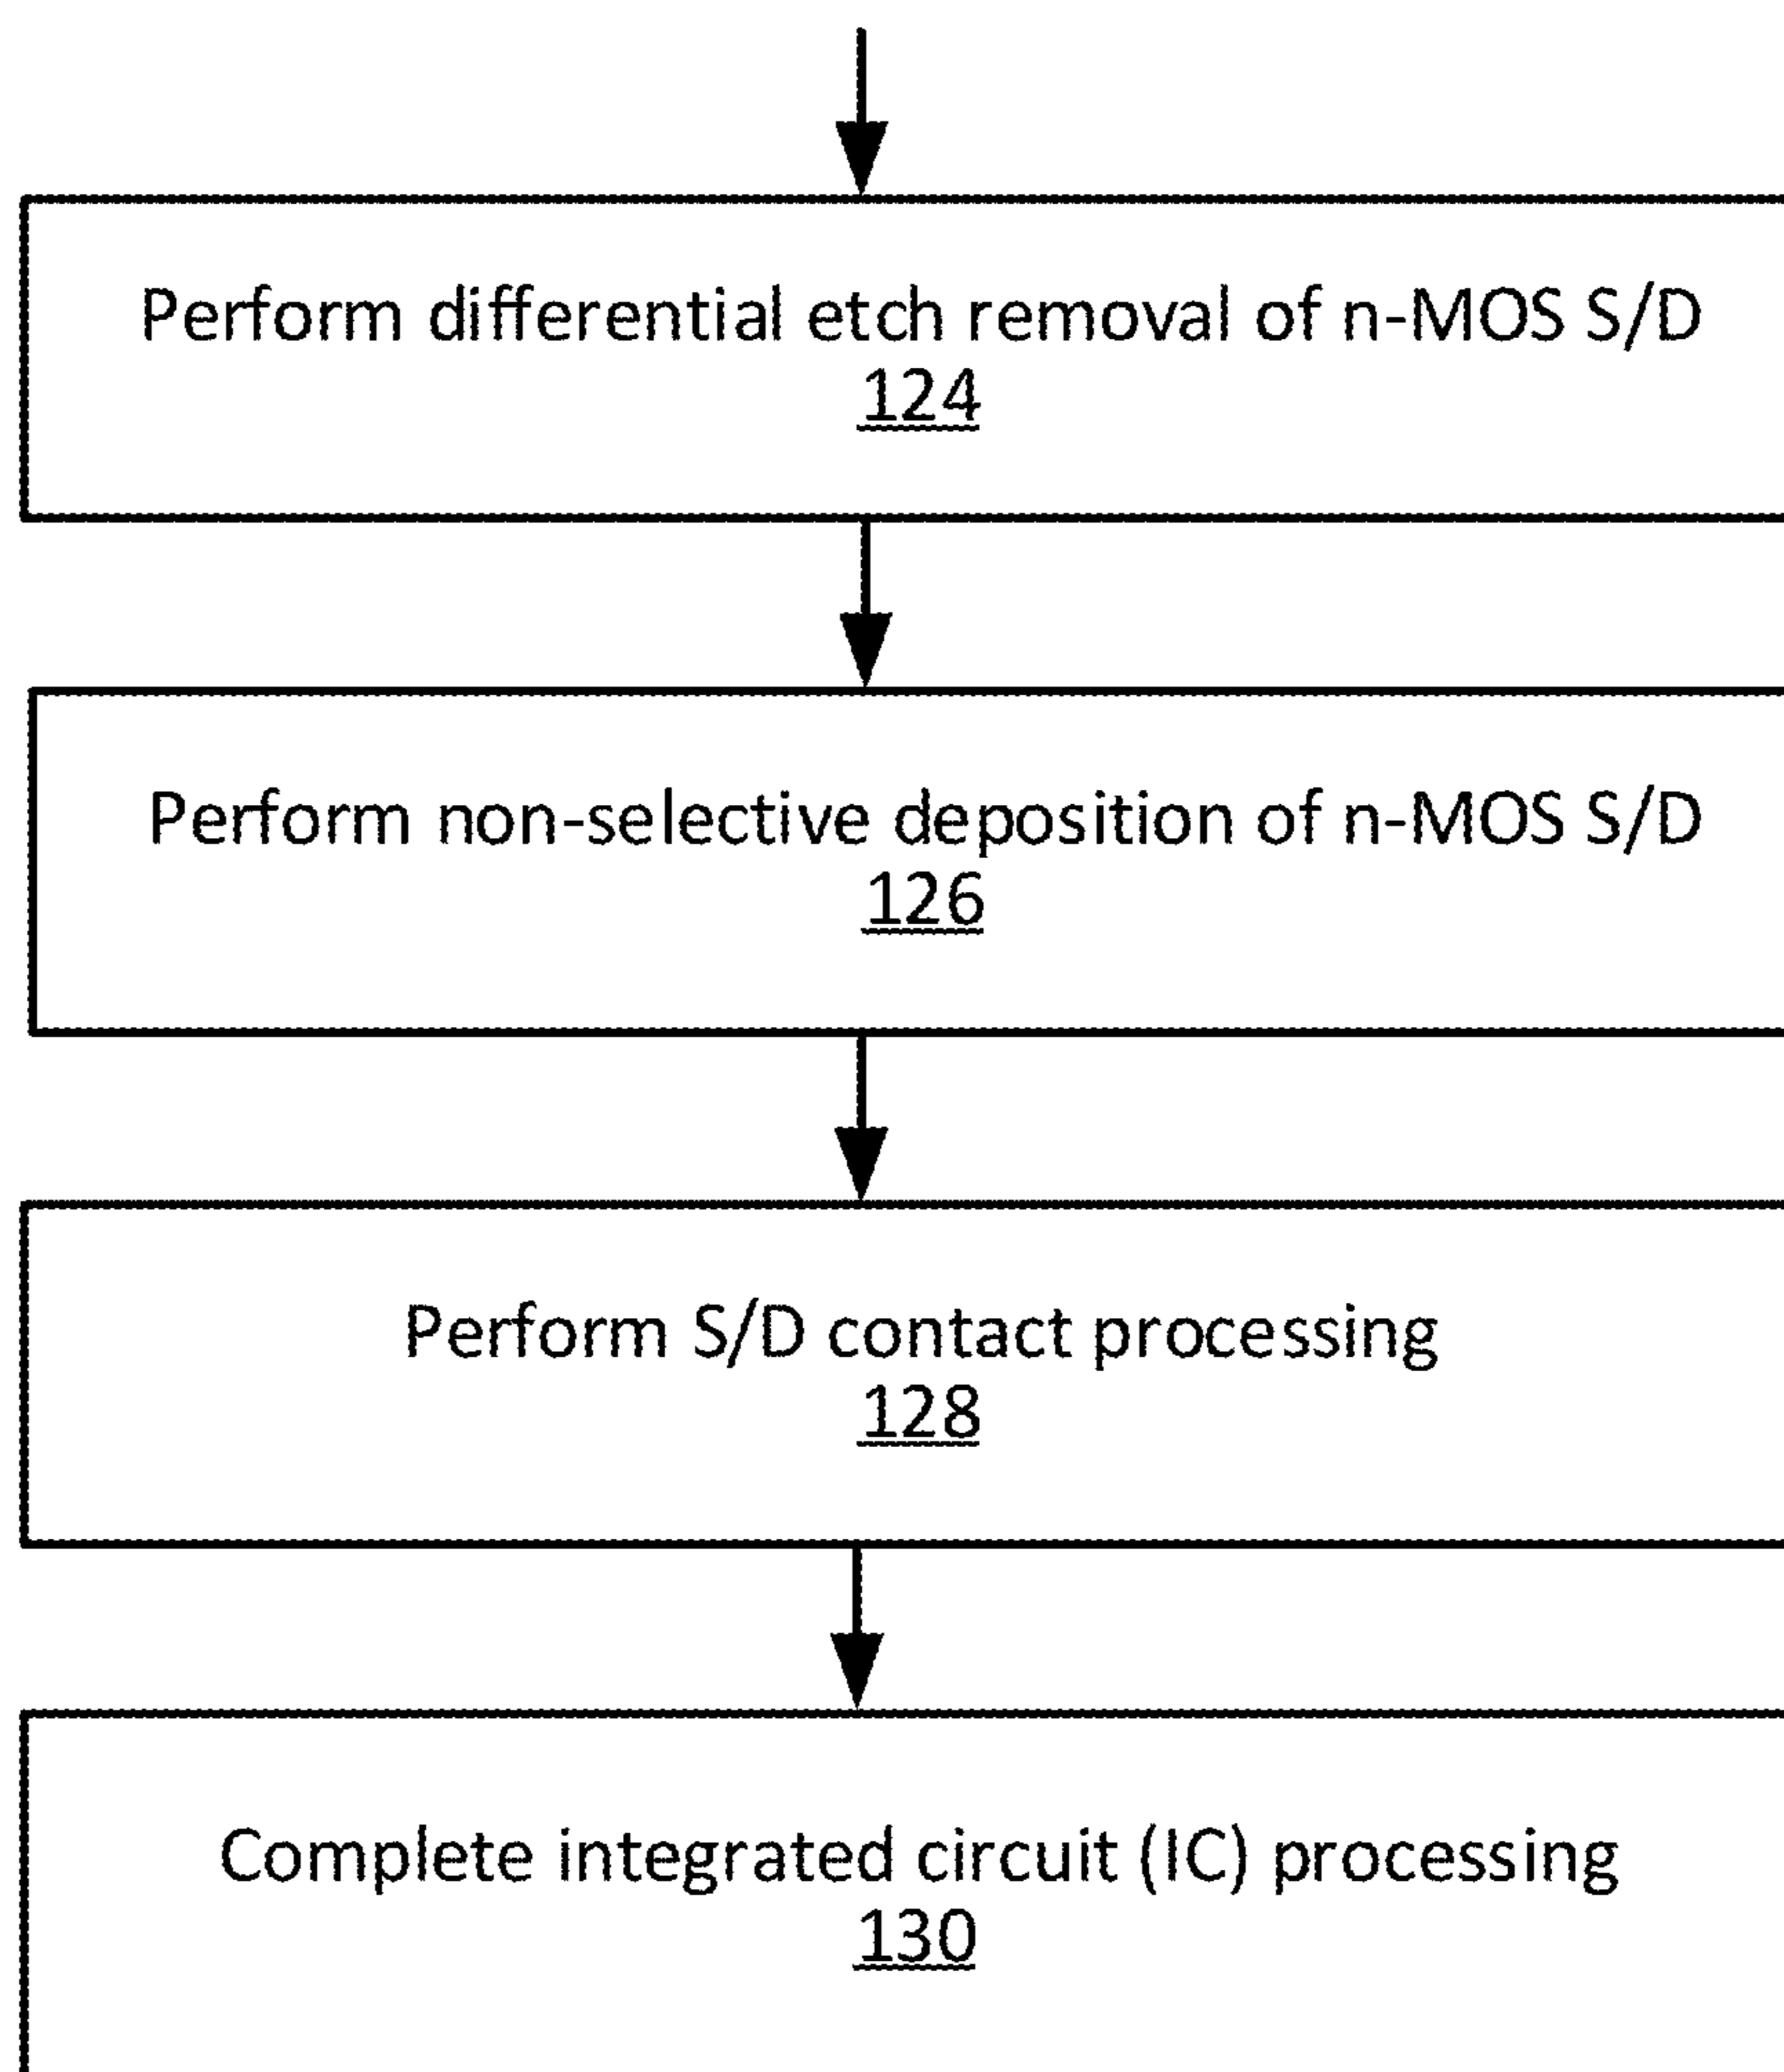 Perform differential etch removal of n-MOS S/D
124
Perform non-selective deposition of n-MOS S/D
126
Perform S/D contact processing
128
Complete integrated circuit (IC) processing
130